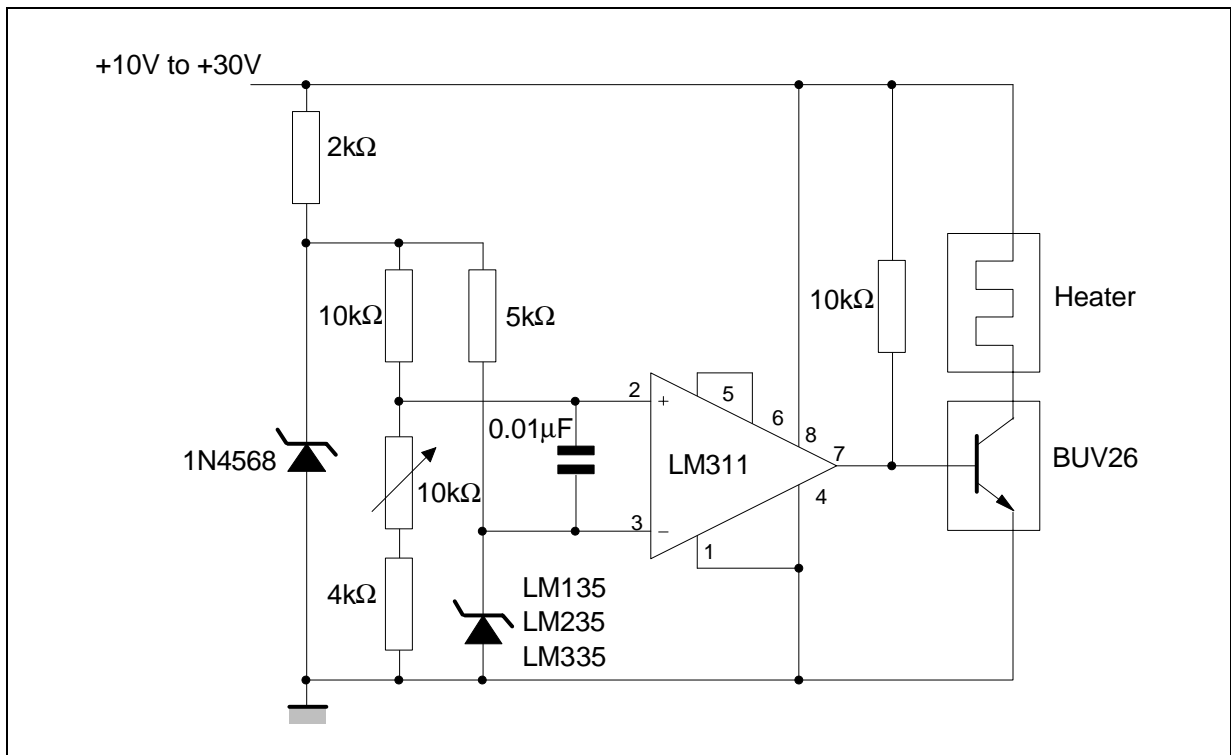 +10V to +30V
2kΩ
10kΩ
5kΩ
10kΩ
Heater
2
+
5
6
8
0.01μF
LM311
7
BUV26
1N4568
10kΩ
4
3
−
1
4kΩ
LM135
LM235
LM335